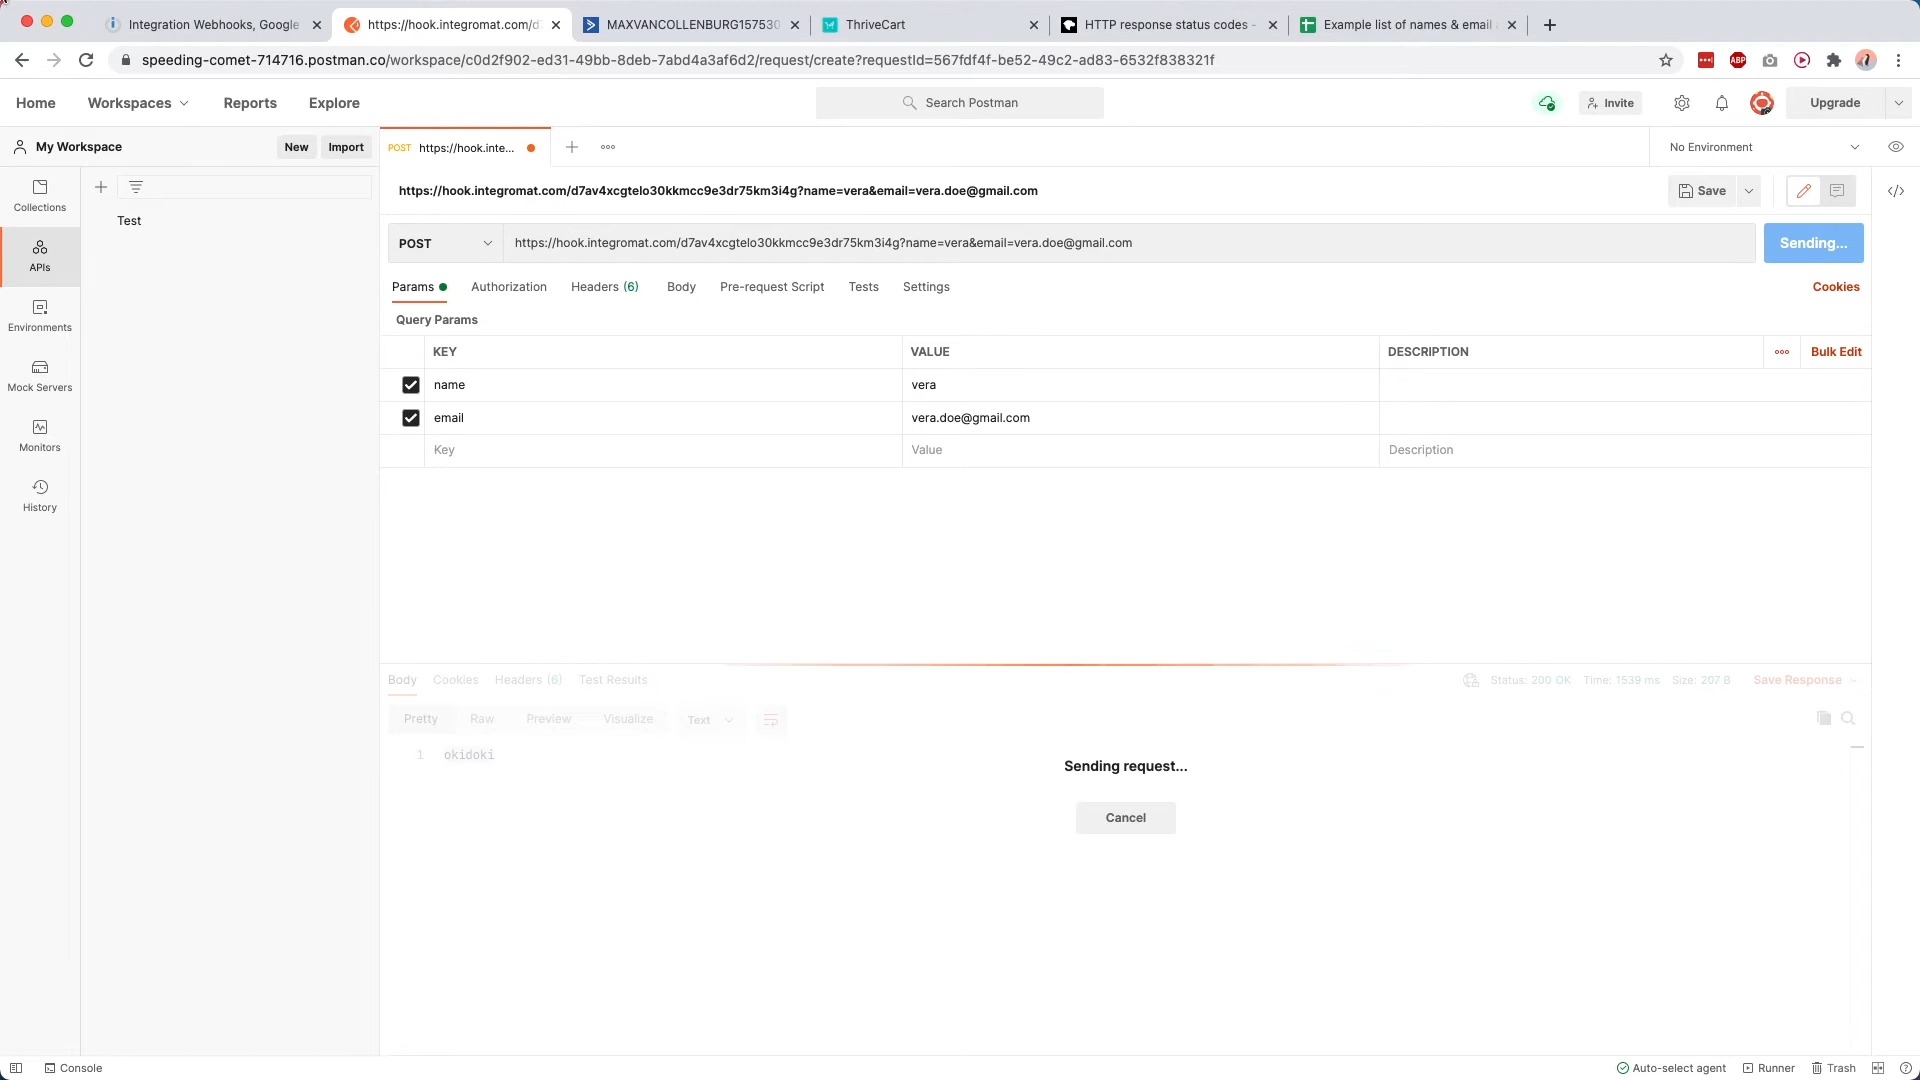 Integration Webhooks, Google
https://hook.integromat.com/d
MAXVANCOLLENBURG157530
ThriveCart
HTTP response status codes -
Example list of names & email
speeding-comet-714716.postman.co/workspace/c0d2f902-ed31-49bb-8deb-7abd4a3af6d2/request/create?requestId=567fdf4f-be52-49c2-ad83-6532f838321f
ABP
Home
Workspaces
Reports
Explore
Search Postman
Invite
Upgrade
My Workspace
New
Import
POST https://hook.inte...
No Environment
Collections
Test
https://hook.integromat.com/d7av4xcgtelo30kkmcc9e3dr75km3i4g?name=vera&email=vera.doe@gmail.com
Save
POST
https://hook.integromat.com/d7av4xcgtelo30kkmcc9e3dr75km3i4g?name=vera&email=vera.doe@gmail.com
Sending...
APIs
Environments
Mock Servers
Monitors
History
Params
Authorization
Headers (6)
Body
Pre-request Script
Tests
Settings
Cookies
Query Params
KEY
VALUE
DESCRIPTION
Bulk Edit
name
vera
email
vera.doe@gmail.com
Key
Value
Description
Body
Cookies
Headers (6)
Test Results
Status: 200 OK
Time: 1539 ms
Size: 207 B
Save Response
Pretty
Raw
Preview
Visualize
Text
1 okidoki
Sending request...
Cancel
Console
Auto-select agent
Runner
Trash